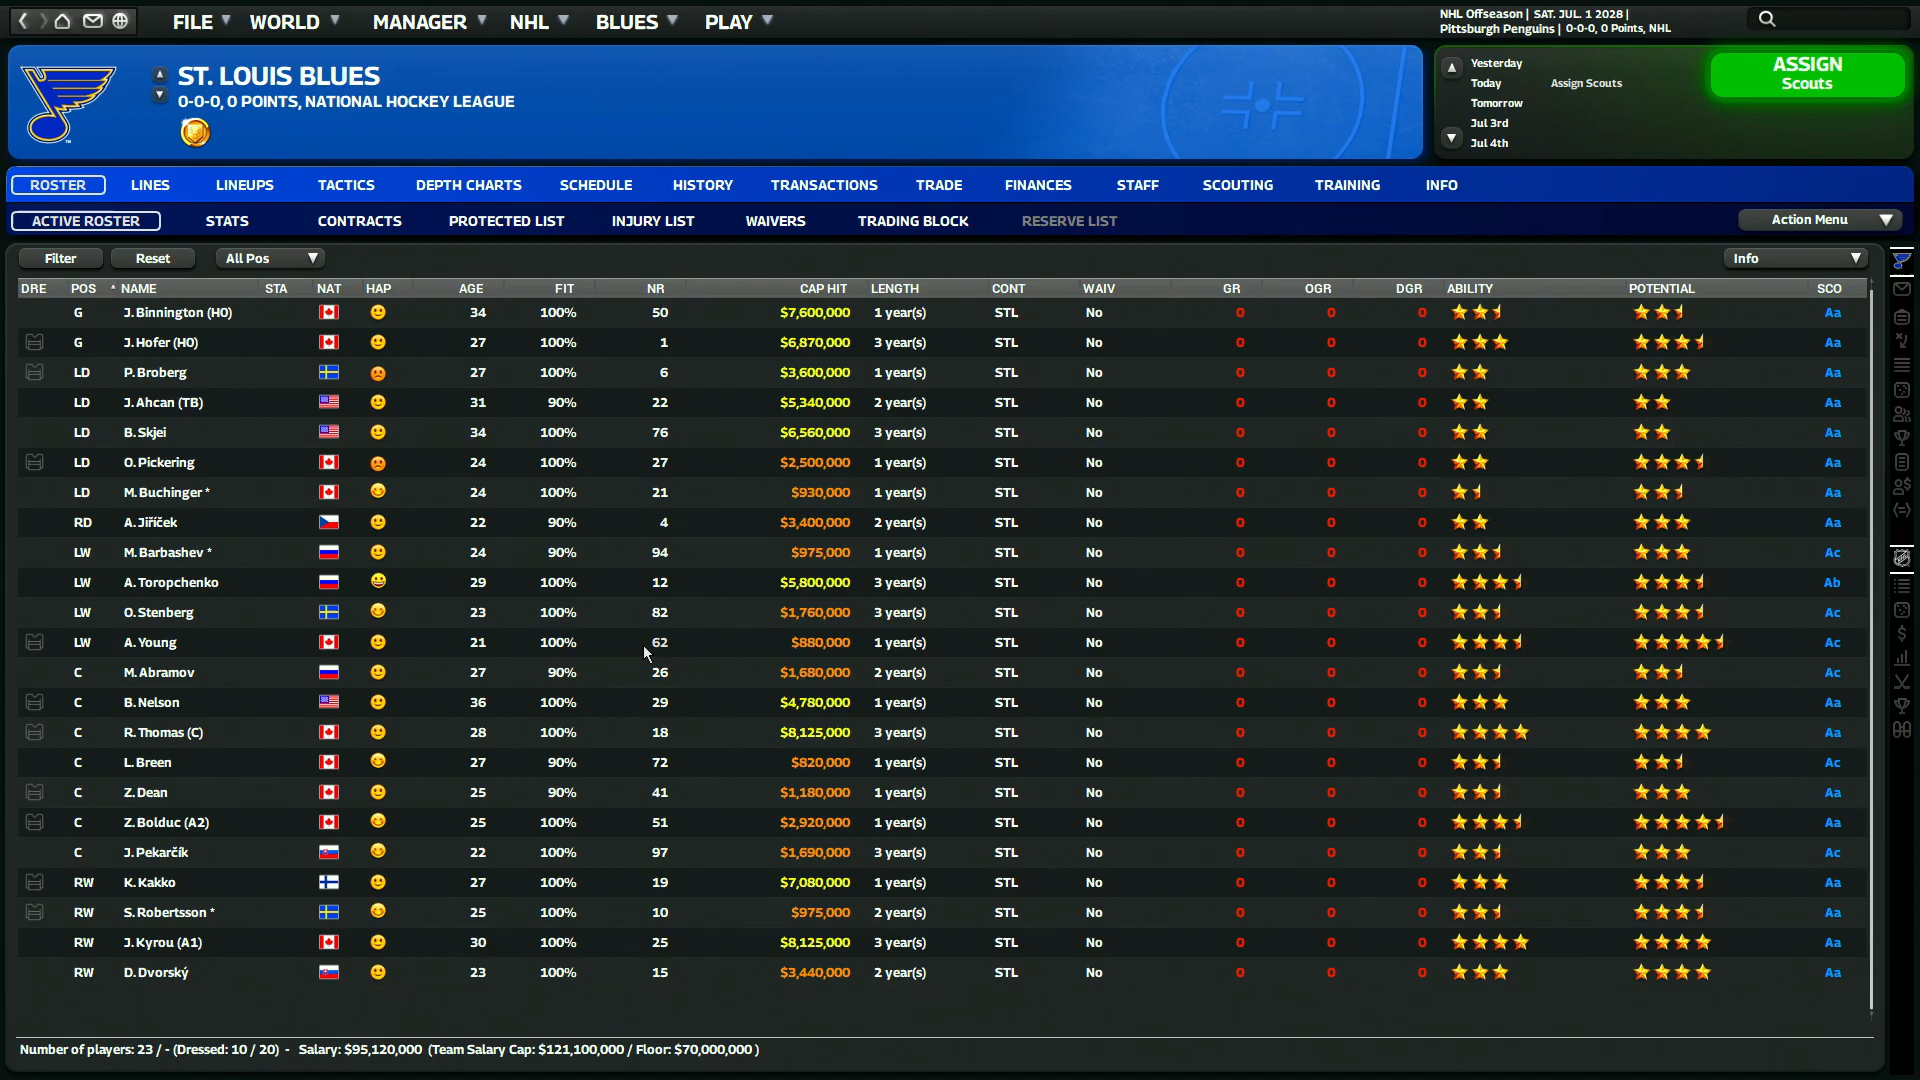 FILE WORLD MANAGER NHL BLUES PLAY
NHL Offseason | SAT. JUL. 1 2028 |
Pittsburgh Penguins | 0-0-0, 0 Points, NHL
ST. LOUIS BLUES
0-0-0, 0 POINTS, NATIONAL HOCKEY LEAGUE
Yesterday
Today Assign Scouts
Tomorrow
Jul 3rd
Jul 4th
ASSIGN
Scouts
ROSTER LINES LINEUPS TACTICS DEPTH CHARTS SCHEDULE HISTORY TRANSACTIONS TRADE FINANCES STAFF SCOUTING TRAINING INFO
ACTIVE ROSTER STATS CONTRACTS PROTECTED LIST INJURY LIST WAIVERS TRADING BLOCK RESERVE LIST Action Menu
Filter Reset All Pos Info
DRE POS NAME STA NAT HAP AGE FIT NR CAP HIT LENGTH CONT WAIV GR OGR DGR ABILITY POTENTIAL SCO
G J. Binnington (H0) 34 100% 50 $7,600,000 1 year(s) STL No 0 0 0 Aa
G J. Hofer (H0) 27 100% 1 $6,870,000 3 year(s) STL No 0 0 0 Aa
LD P. Broberg 27 100% 6 $3,600,000 1 year(s) STL No 0 0 0 Aa
LD J. Ahcan (TB) 31 90% 22 $5,340,000 2 year(s) STL No 0 0 0 Aa
LD B. Skjei 34 100% 76 $6,560,000 3 year(s) STL No 0 0 0 Aa
LD O. Pickering 24 100% 27 $2,500,000 1 year(s) STL No 0 0 0 Aa
LD M. Buchinger * 24 100% 21 $930,000 1 year(s) STL No 0 0 0 Aa
RD A. Jiříček 22 90% 4 $3,400,000 2 year(s) STL No 0 0 0 Aa
LW M. Barbashev * 24 90% 94 $975,000 1 year(s) STL No 0 0 0 Ac
LW A. Toropchenko 29 100% 12 $5,800,000 3 year(s) STL No 0 0 0 Ab
LW O. Stenberg 23 100% 82 $1,760,000 3 year(s) STL No 0 0 0 Ac
LW A. Young 21 100% 62 $880,000 1 year(s) STL No 0 0 0 Ac
C M. Abramov 27 90% 26 $1,680,000 2 year(s) STL No 0 0 0 Ac
C B. Nelson 36 100% 29 $4,780,000 1 year(s) STL No 0 0 0 Aa
C R. Thomas (C) 28 100% 18 $8,125,000 3 year(s) STL No 0 0 0 Aa
C L. Breen 27 90% 72 $820,000 1 year(s) STL No 0 0 0 Ac
C Z. Dean 25 90% 41 $1,180,000 1 year(s) STL No 0 0 0 Aa
C Z. Bolduc (A2) 25 100% 51 $2,920,000 1 year(s) STL No 0 0 0 Aa
C J. Pekarčík 22 100% 97 $1,690,000 3 year(s) STL No 0 0 0 Ac
RW K. Kakko 27 100% 19 $7,080,000 1 year(s) STL No 0 0 0 Aa
RW S. Robertsson * 25 100% 10 $975,000 2 year(s) STL No 0 0 0 Aa
RW J. Kyrou (A1) 30 100% 25 $8,125,000 3 year(s) STL No 0 0 0 Aa
RW D. Dvorský 23 100% 15 $3,440,000 2 year(s) STL No 0 0 0 Aa
Number of players: 23 / - (Dressed: 10 / 20) - Salary: $95,120,000 (Team Salary Cap: $121,100,000 / Floor: $70,000,000 )